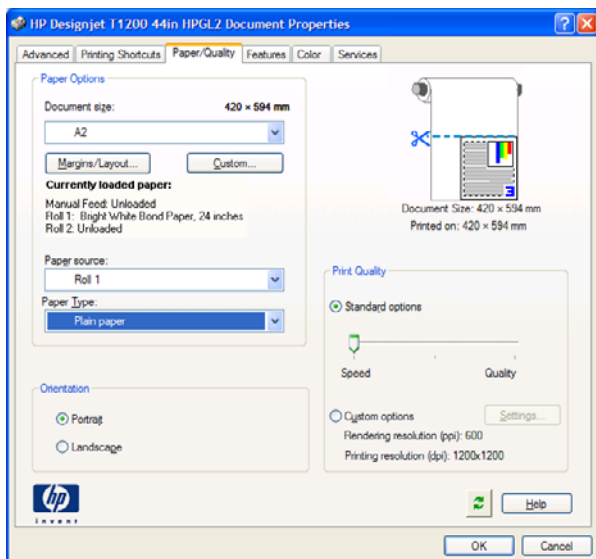 HP Designjet T1200 44in HPGL2 Document Properties
Advanced Printing Shortcuts Paper/Quality Features Color Services
Paper Options
Document size: 420 × 594 mm
A2
Margins/Layout... Custom...
Currently loaded paper:
Manual Feed: Unloaded
Roll 1: Bright White Bond Paper, 24 inches
Roll 2: Unloaded
Paper source:
Roll 1
Paper Type:
Plain paper
Orientation
Portrait
Landscape
3
Document Size: 420 × 594 mm
Printed on: 420 × 594 mm
Print Quality
Standard options
Speed Quality
Custom options Settings...
Rendering resolution (ppi): 600
Printing resolution (dpi): 1200x1200
hp
invent
Help
OK Cancel